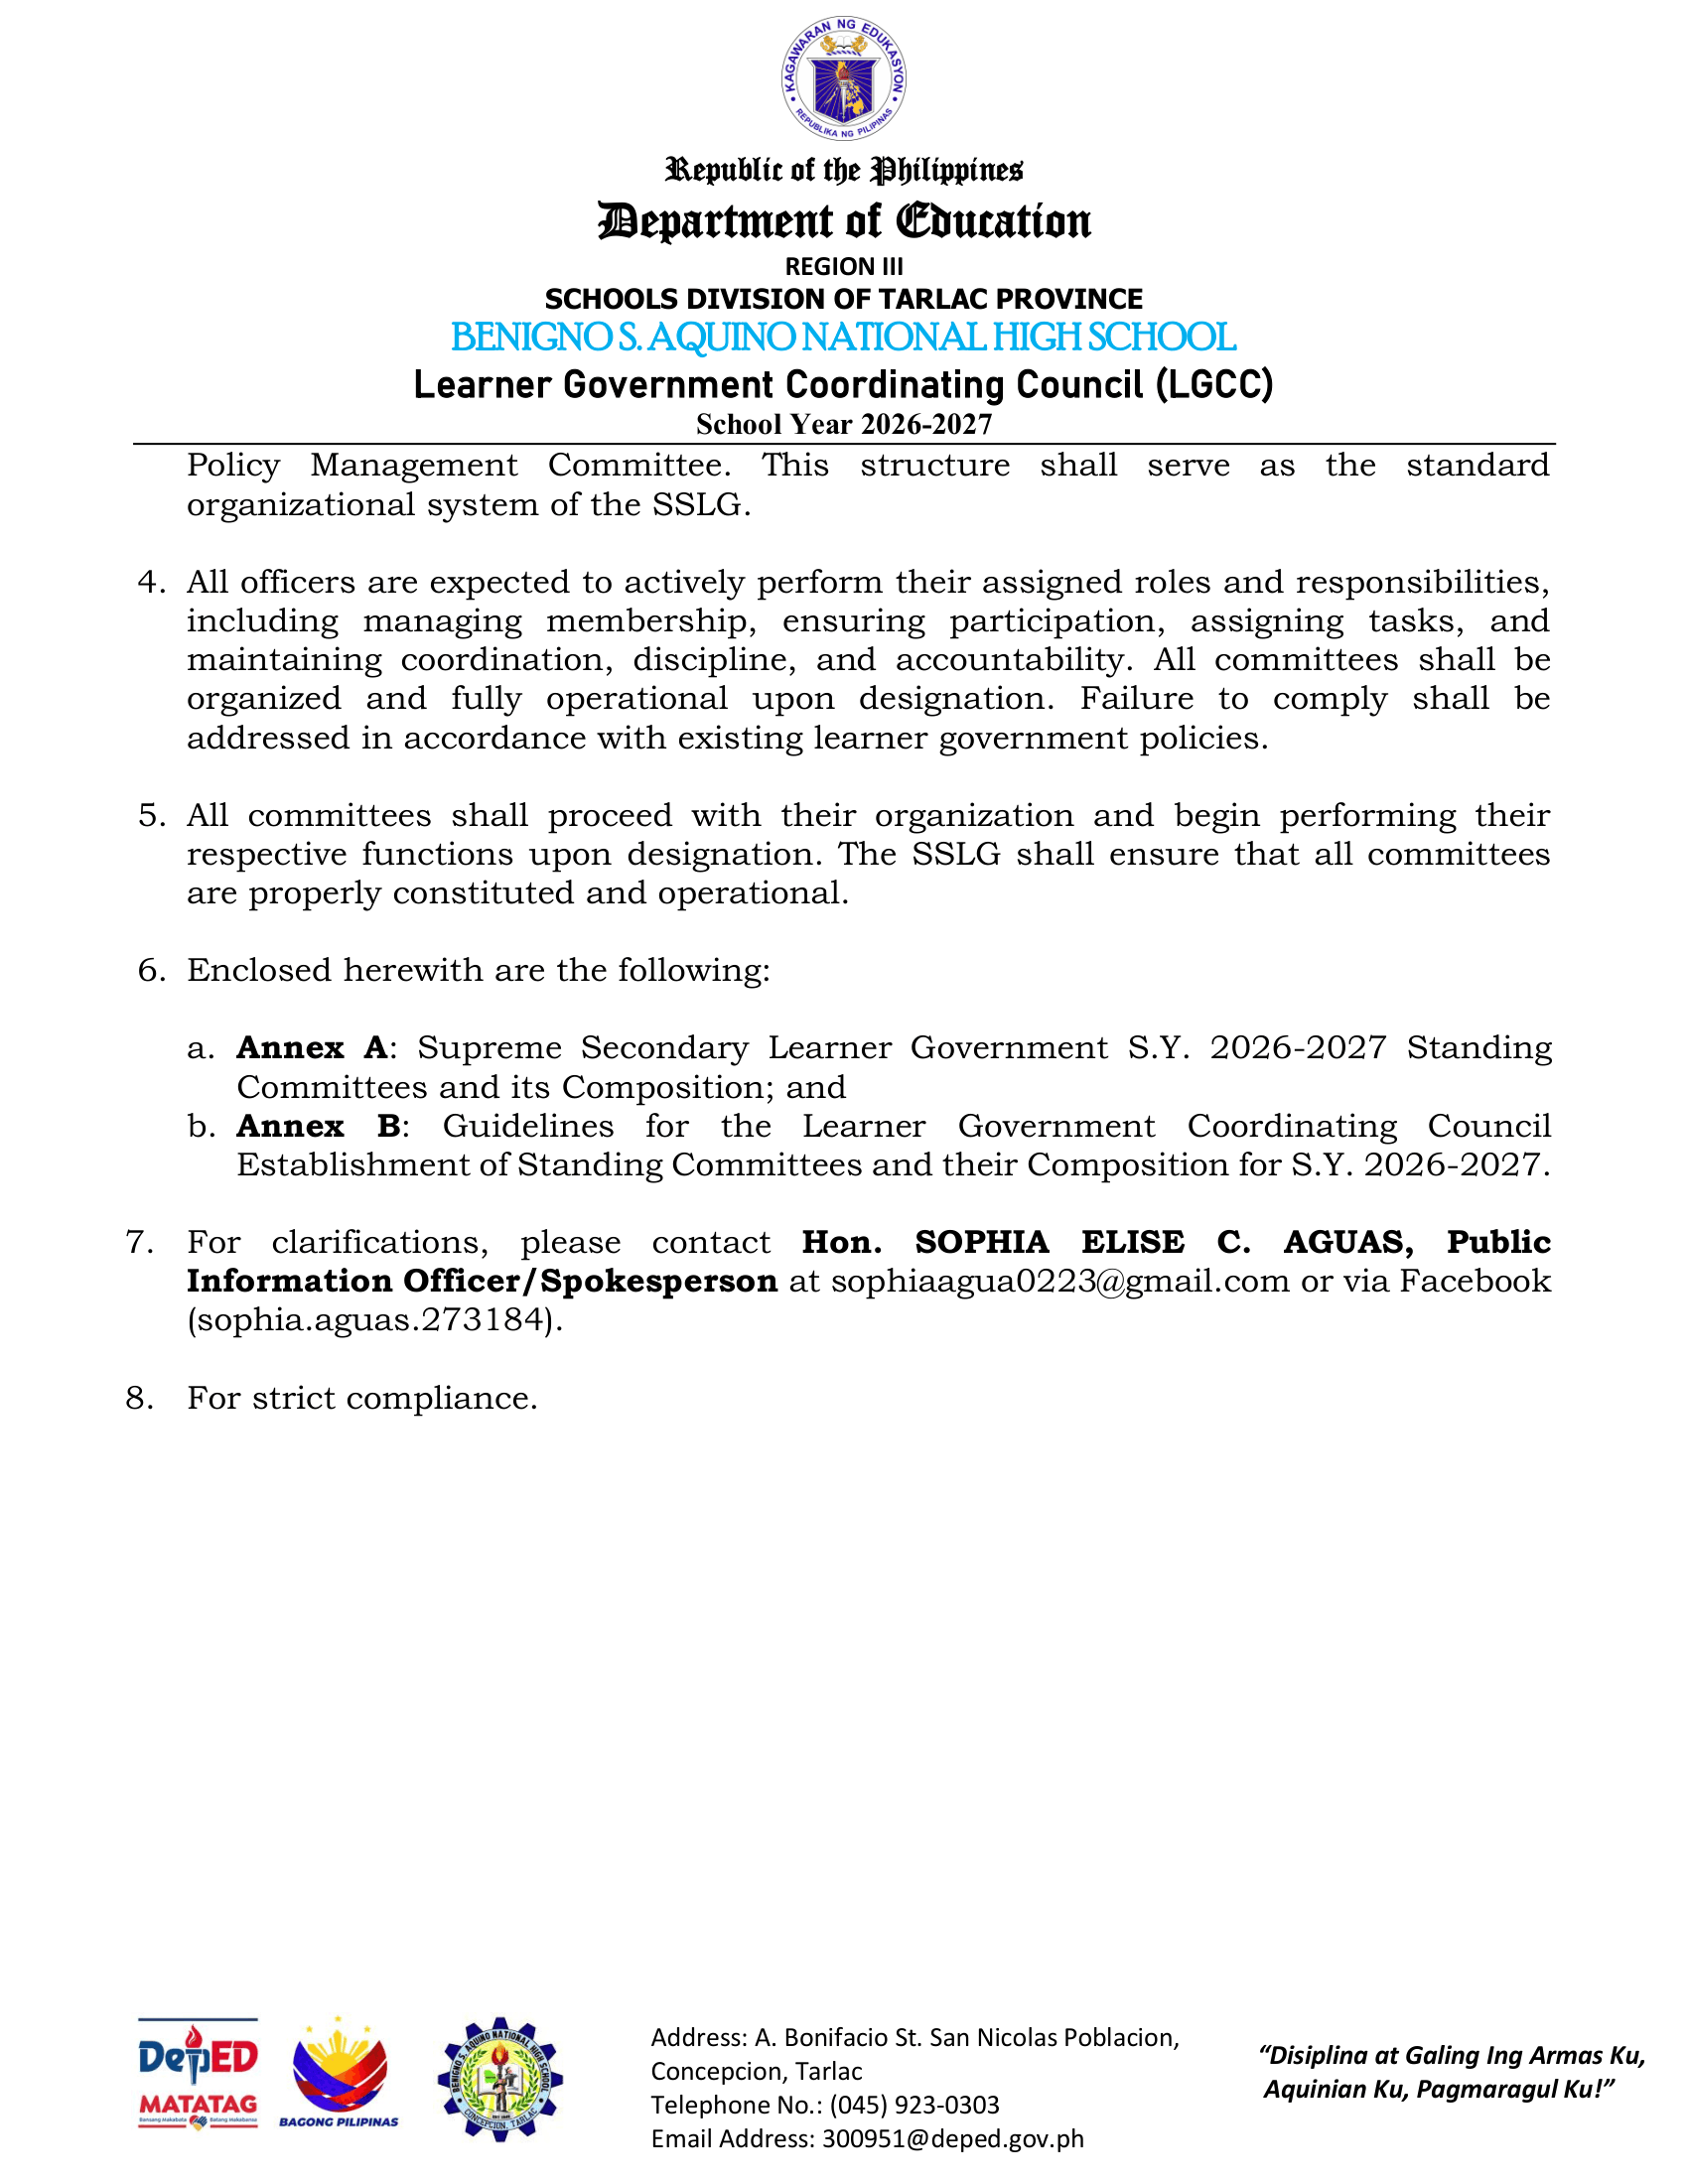 KAGAWARAN NG EDUKASYON
REPUBLIKA NG PILIPINAS
Republic of the Philippines
Department of Education
REGION III
SCHOOLS DIVISION OF TARLAC PROVINCE
BENIGNO S. AQUINO NATIONAL HIGH SCHOOL
Learner Government Coordinating Council (LGCC)
School Year 2026-2027
Policy Management Committee. This structure shall serve as the standard
organizational system of the SSLG.
4. All officers are expected to actively perform their assigned roles and responsibilities,
including managing membership, ensuring participation, assigning tasks, and
maintaining coordination, discipline, and accountability. All committees shall be
organized and fully operational upon designation. Failure to comply shall be
addressed in accordance with existing learner government policies.
5. All committees shall proceed with their organization and begin performing their
respective functions upon designation. The SSLG shall ensure that all committees
are properly constituted and operational.
6. Enclosed herewith are the following:
a. Annex A: Supreme Secondary Learner Government S.Y. 2026-2027 Standing
Committees and its Composition; and
b. Annex B: Guidelines for the Learner Government Coordinating Council
Establishment of Standing Committees and their Composition for S.Y. 2026-2027.
7. For clarifications, please contact Hon. SOPHIA ELISE C. AGUAS, Public
Information Officer/Spokesperson at sophiaagua0223@gmail.com or via Facebook
(sophia.aguas.273184).
8. For strict compliance.
DepED
MATATAG
Bansang Makabata Batang Makabansa
BAGONG PILIPINAS
BENIGNO S. AQUINO NATIONAL HIGH SCHOOL
CONCEPCION, TARLAC
Address: A. Bonifacio St. San Nicolas Poblacion,
Concepcion, Tarlac
Telephone No.: (045) 923-0303
Email Address: 300951@deped.gov.ph
“Disiplina at Galing Ing Armas Ku,
Aquinian Ku, Pagmaragul Ku!”